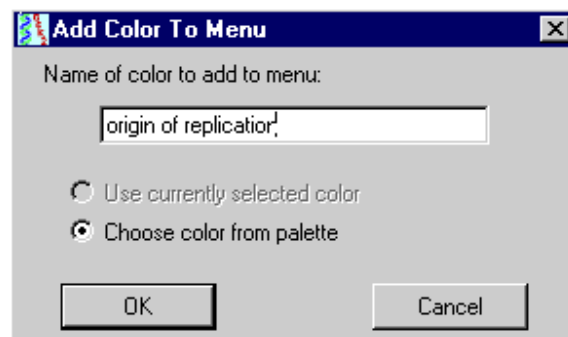 Add Color To Menu
Name of color to add to menu:
origin of replication
Use currently selected color
Choose color from palette
OK
Cancel